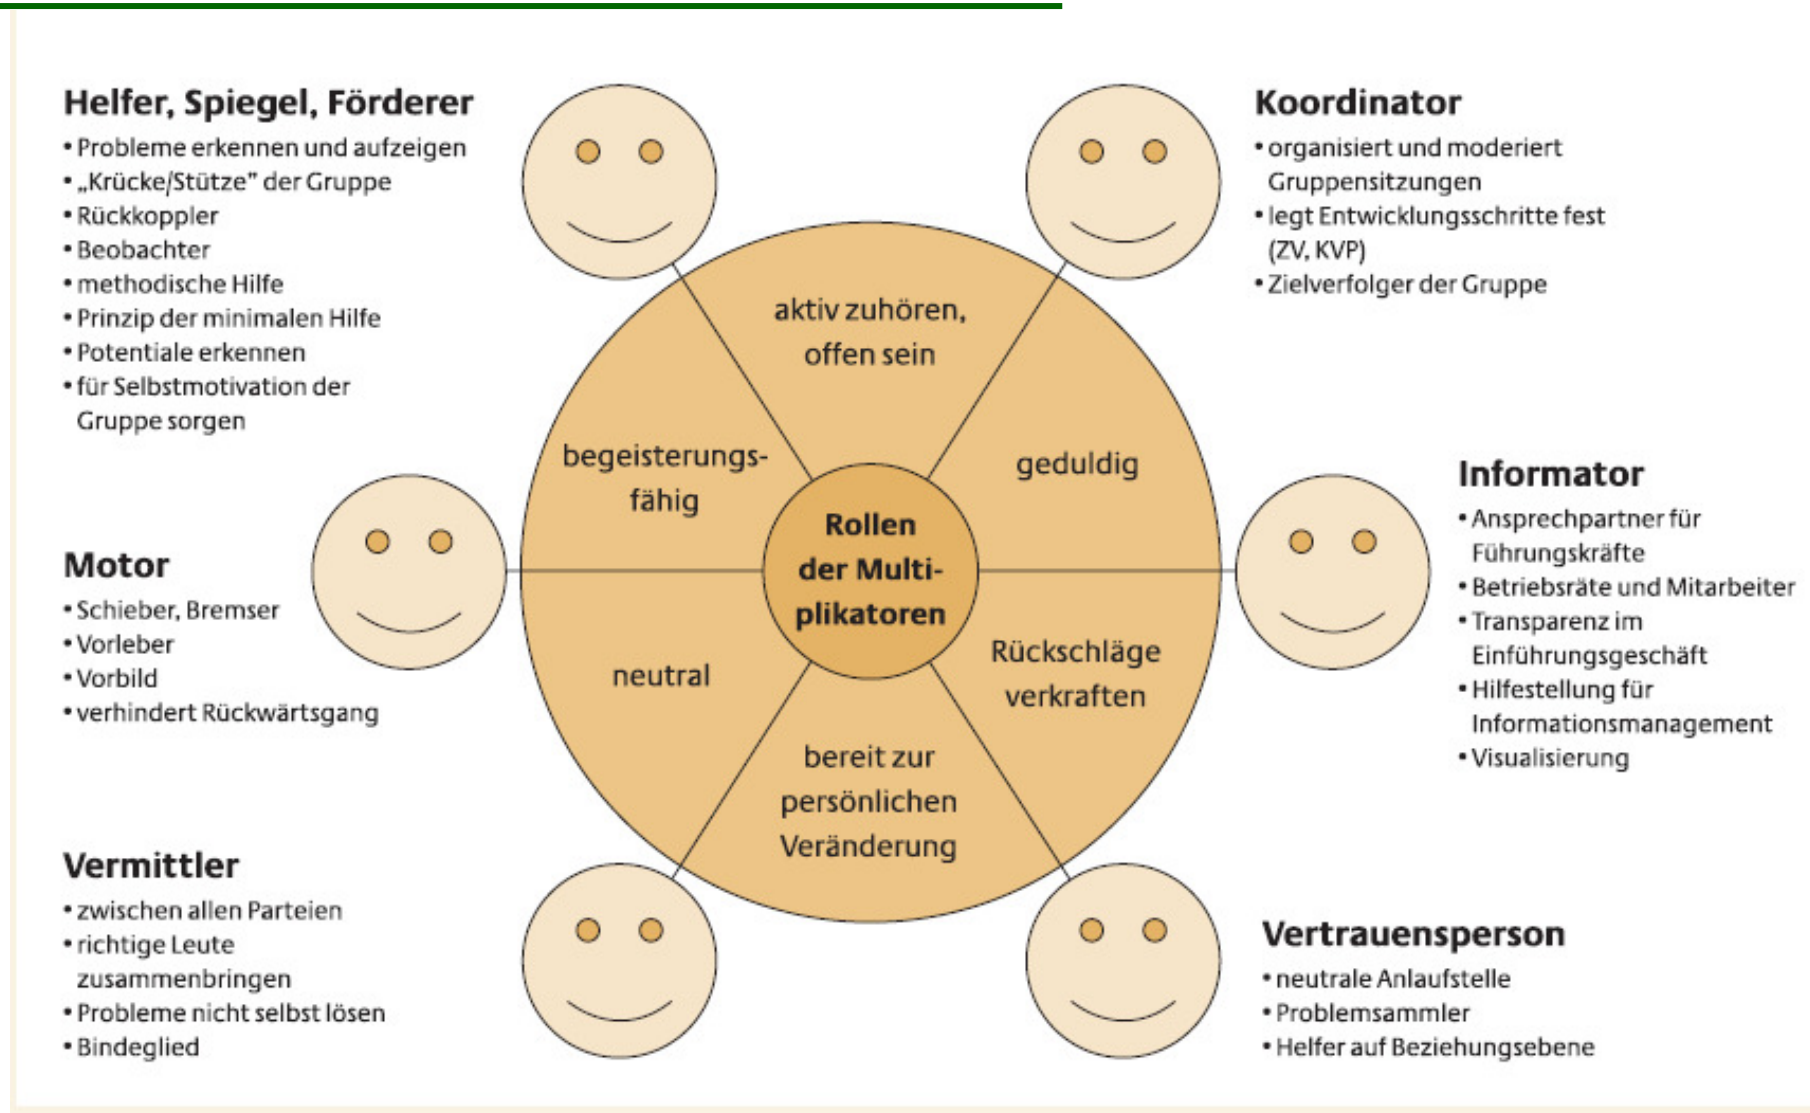 Helfer, Spiegel, Förderer
• Probleme erkennen und aufzeigen
• „Krücke/Stütze” der Gruppe
• Rückkoppler
• Beobachter
• methodische Hilfe
• Prinzip der minimalen Hilfe
• Potentiale erkennen
• für Selbstmotivation der
Gruppe sorgen
Koordinator
• organisiert und moderiert
Gruppensitzungen
• legt Entwicklungsschritte fest
(ZV, KVP)
• Zielverfolger der Gruppe
aktiv zuhören,
offen sein
begeisterungs-
fähig
geduldig
Rollen
der Multi-
plikatoren
neutral
Rückschläge
verkraften
bereit zur
persönlichen
Veränderung
Motor
• Schieber, Bremser
• Vorleber
• Vorbild
• verhindert Rückwärtsgang
Informator
• Ansprechpartner für
Führungskräfte
• Betriebsräte und Mitarbeiter
• Transparenz im
Einführungsgeschäft
• Hilfestellung für
Informationsmanagement
• Visualisierung
Vermittler
• zwischen allen Parteien
• richtige Leute
zusammenbringen
• Probleme nicht selbst lösen
• Bindeglied
Vertrauensperson
• neutrale Anlaufstelle
• Problemsammler
• Helfer auf Beziehungsebene